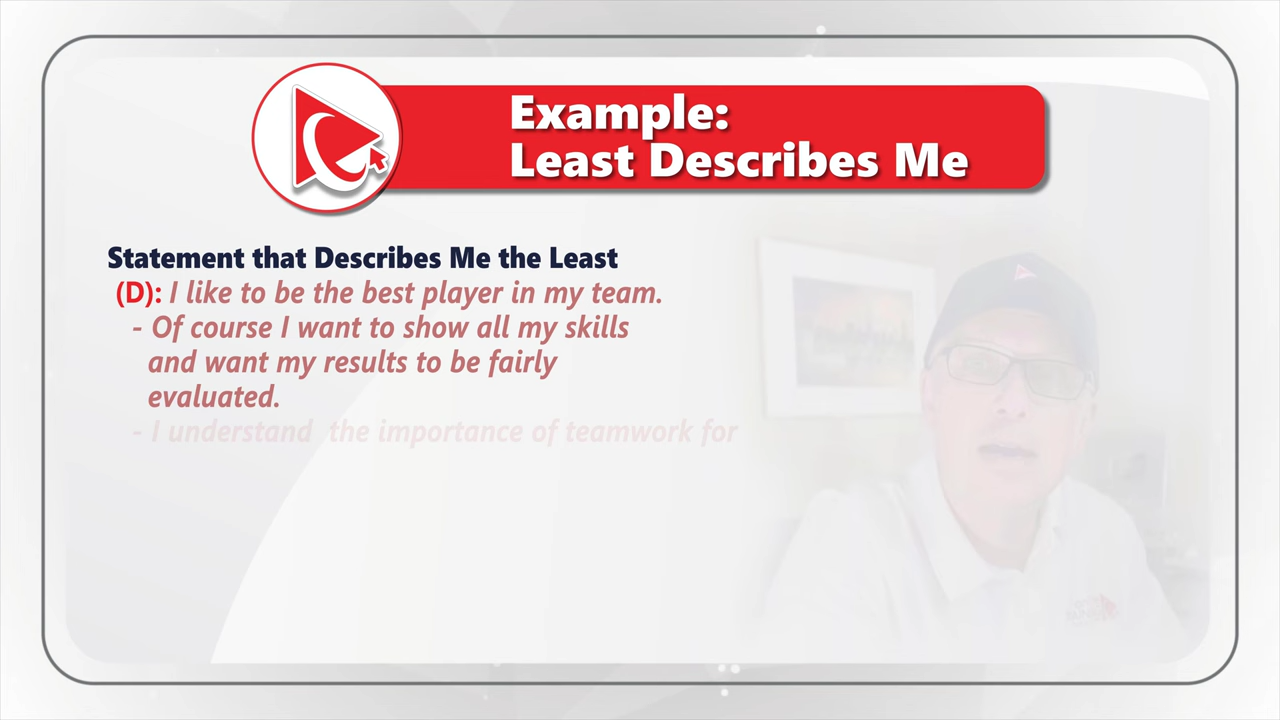 Example:
Least Describes Me
Statement that Describes Me the Least
(D): I like to be the best player in my team.
- Of course I want to show all my skills
and want my results to be fairly
evaluated.
- I understand the importance of teamwork for